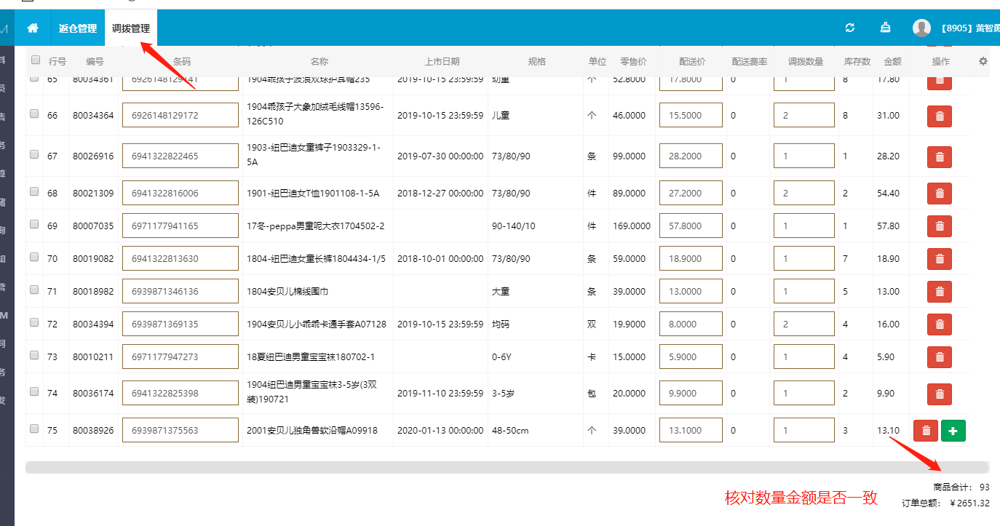 返仓管理 调拨管理 【8905】黄智勇
行号 编号 条码 名称 上市日期 规格 单位 零售价 配送价 配送费率 调拨数量 库存数 金额 操作
65 80034361 6926148129141 1904乖孩子波浪双球护耳帽235 2019-10-15 23:59:59 幼童 个 52.8000 17.8000 0 1 8 17.80
66 80034364 6926148129172 1904乖孩子大象加绒毛线帽13596- 2019-10-15 23:59:59 儿童 个 46.0000 15.5000 0 2 8 31.00
126C510
67 80026916 6941322822465 1903-纽巴迪女童裤子1903329-1- 2019-07-30 00:00:00 73/80/90 条 99.0000 28.2000 0 1 1 28.20
5A
68 80021309 6941322816006 1901-纽巴迪女T恤1901108-1-5A 2018-12-27 00:00:00 73/80/90 件 89.0000 27.2000 0 2 2 54.40
69 80007035 6971177941165 17冬-peppa男童呢大衣1704502-2 90-140/10 件 169.0000 57.8000 0 1 1 57.80
70 80019082 6941322813630 1804-纽巴迪女童长裤1804434-1/5 2018-10-01 00:00:00 73/80/90 条 59.0000 18.9000 0 1 7 18.90
71 80018982 6939871346136 1804安贝儿棉线围巾 大童 条 39.0000 13.0000 0 1 5 13.00
72 80034394 6939871369135 1904安贝儿小乖乖卡通手套A07128 2019-10-15 23:59:59 均码 双 19.9000 8.0000 0 2 4 16.00
73 80010211 6971177947273 18夏纽巴迪男童宝宝袜180702-1 0-6Y 卡 15.0000 5.9000 0 1 4 5.90
74 80036174 6941322825398 1904纽巴迪男童宝宝袜3-5岁(3双 2019-11-10 23:59:59 3-5岁 包 20.0000 9.9000 0 1 2 9.90
装)190721
75 80038926 6939871375563 2001安贝儿独角兽软沿帽A09918 2020-01-13 00:00:00 48-50cm 个 39.0000 13.1000 0 1 3 13.10
商品合计： 93
核对数量金额是否一致
订单总额： ￥2651.32